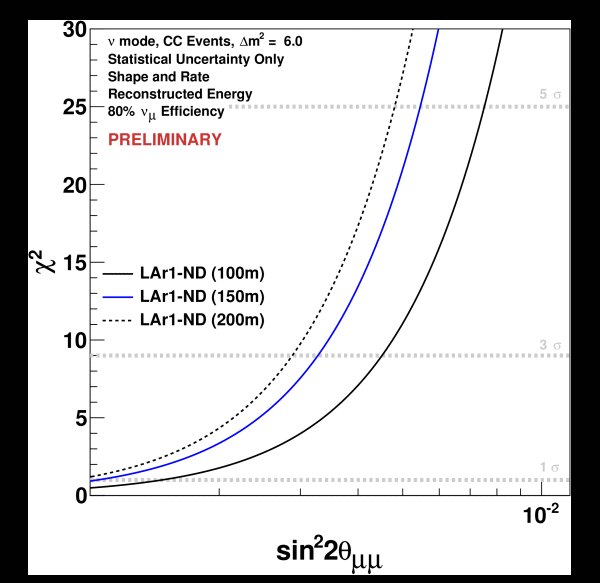 30
ν mode, CC Events, Δm² = 6.0
Statistical Uncertainty Only
Shape and Rate
Reconstructed Energy
80% ν_μ Efficiency
PRELIMINARY
5 σ
25
20
χ²
15
LAr1-ND (100m)
LAr1-ND (150m)
LAr1-ND (200m)
10
3 σ
5
1 σ
0
10⁻²
sin²2θ_μμ